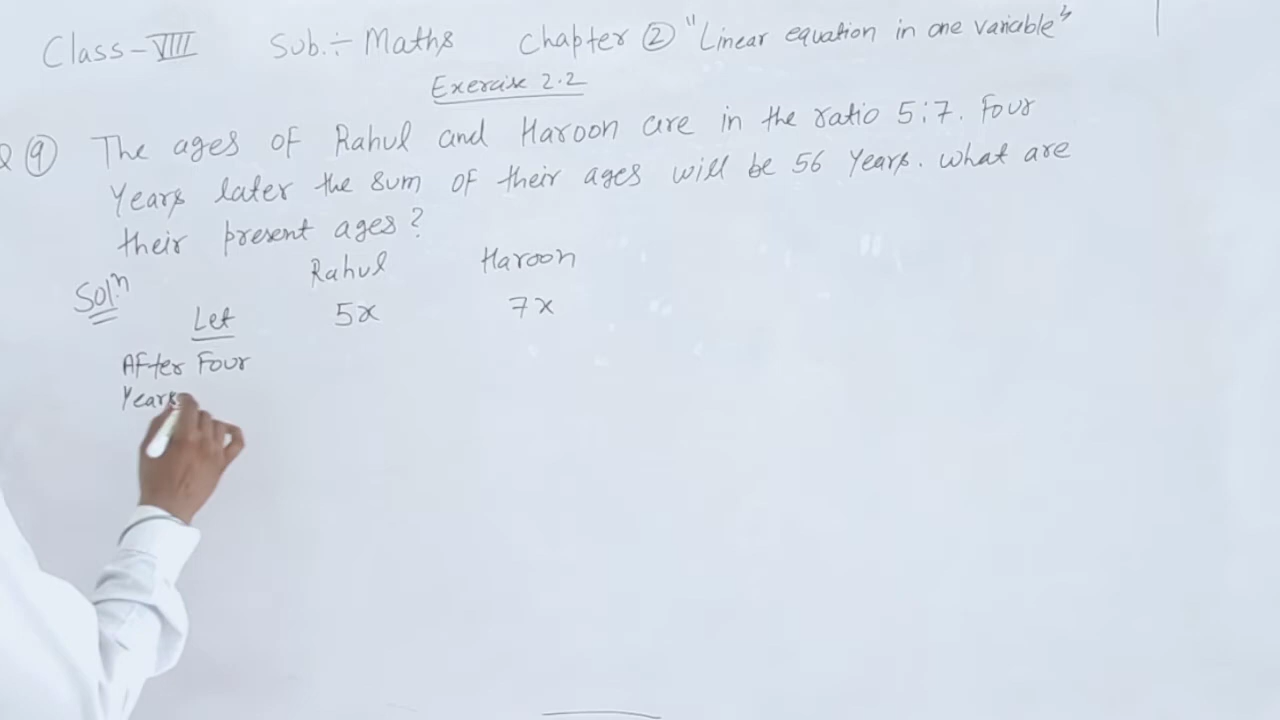 Class-VIII Sub.÷ Maths Chapter ② "Linear equation in one variable"
Exercise 2.2
Q ⑨ The ages of Rahul and Haroon are in the ratio 5:7. Four
Years later the sum of their ages will be 56 Years. What are
their present ages?
Rahul Haroon
Solⁿ
Let 5x 7x
After Four
Years